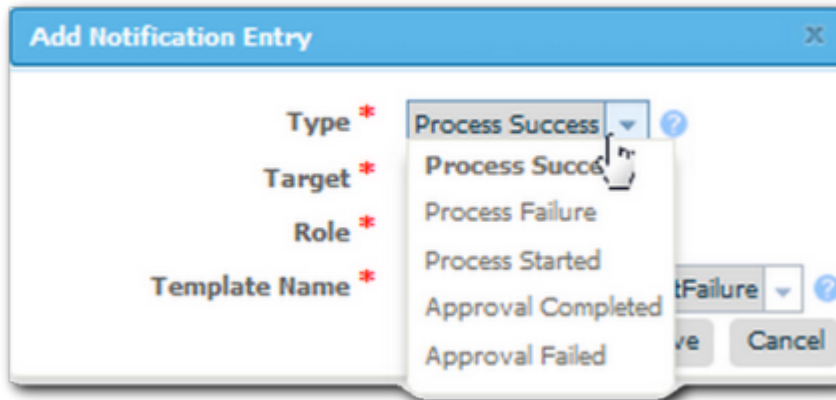 Add Notification Entry x
Type * Process Success ?
Process Succe
Target *
Process Failure
Role *
Process Started
Template Name * tFailure ?
Approval Completed
ve Cancel
Approval Failed